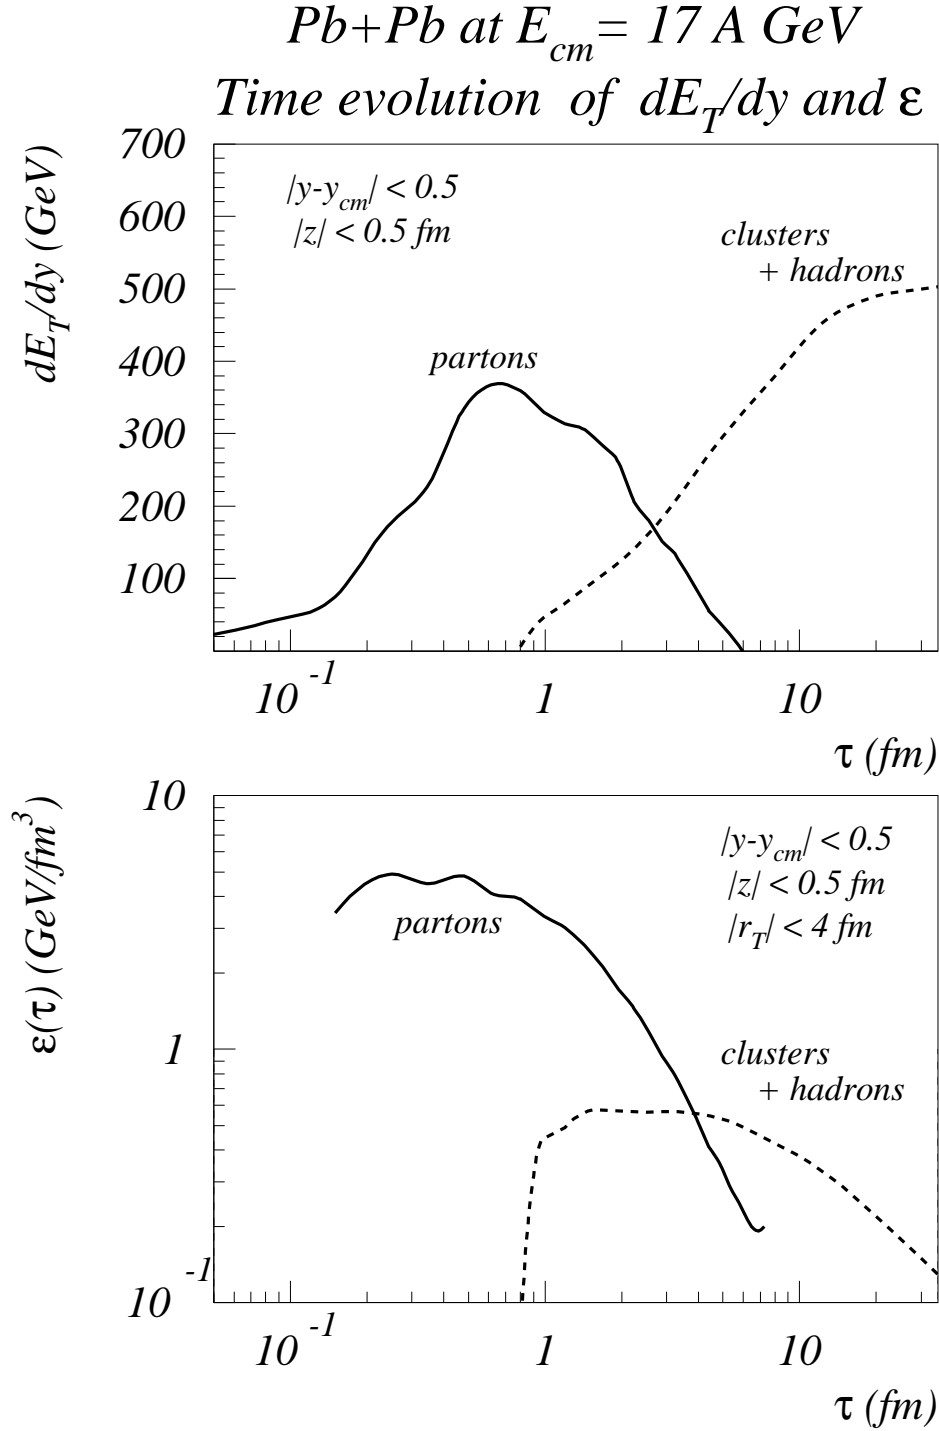 Pb+Pb at E_cm = 17 A GeV
Time evolution of dE_T/dy and ε
dE_T/dy (GeV)
700
600
500
400
300
200
100
|y-y_cm| < 0.5
|z| < 0.5 fm
clusters
+ hadrons
partons
10^-1
1
10
τ (fm)
ε(τ) (GeV/fm^3)
10
1
10^-1
|y-y_cm| < 0.5
|z| < 0.5 fm
|r_T| < 4 fm
partons
clusters
+ hadrons
10^-1
1
10
τ (fm)